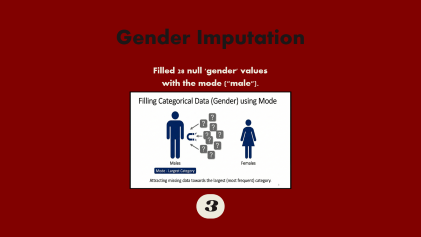 Gender Imputation
Filled 28 null 'gender' values
with the mode ("male").
Filling Categorical Data (Gender) using Mode
? ? ? ? ? ? ? ?
Males
Females
Mode : Largest Category
Attracting missing data towards the largest (most frequent) category
3